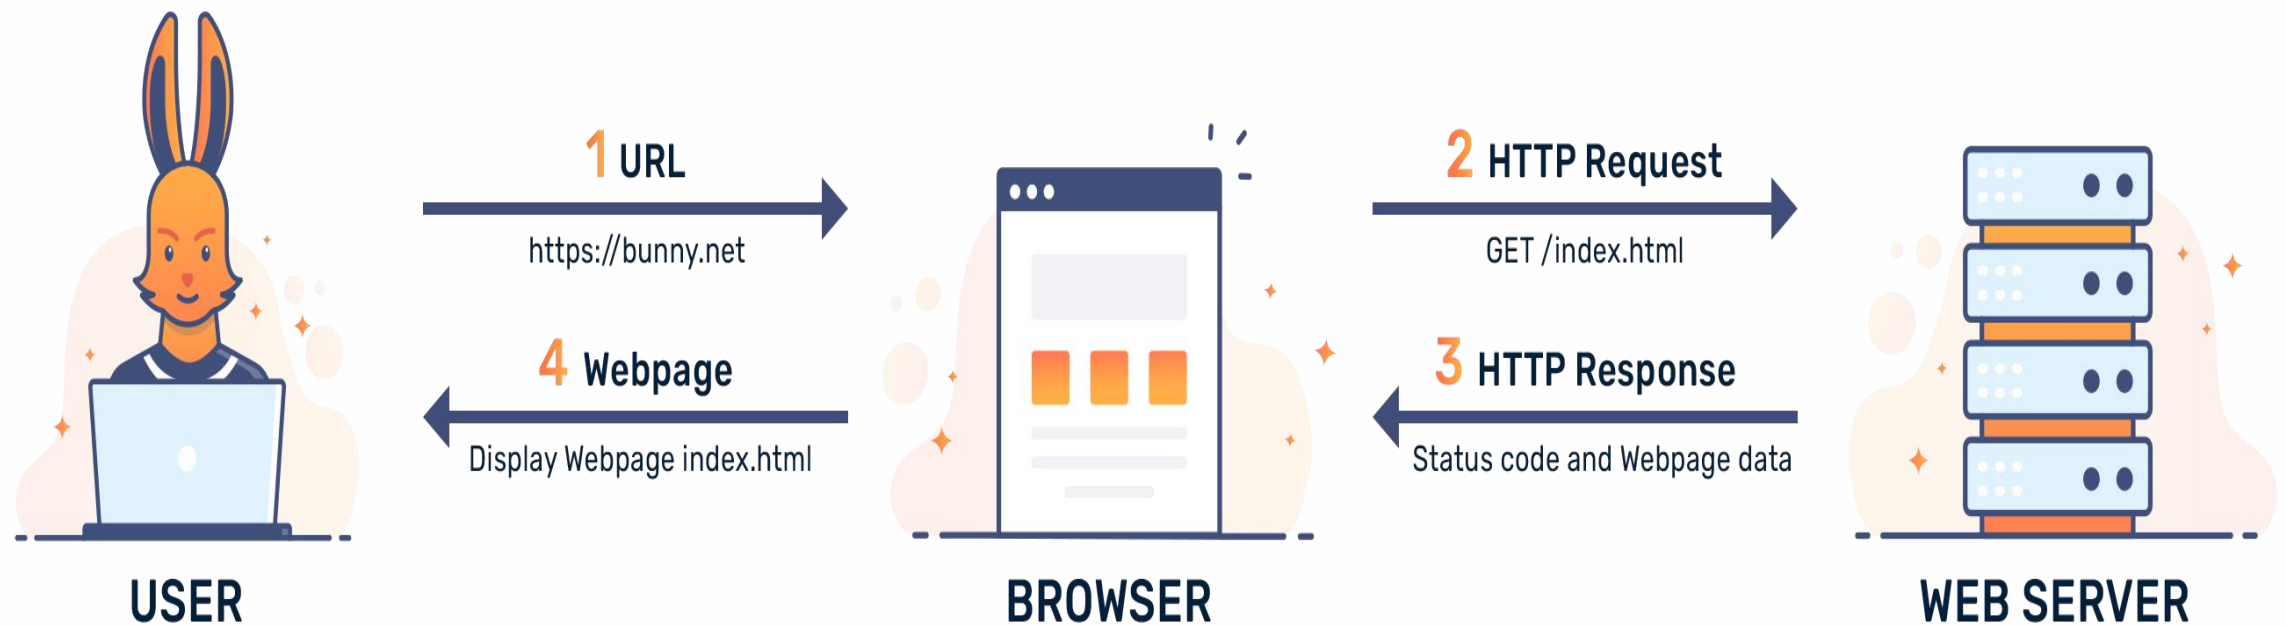 1 URL
https://bunny.net
2 HTTP Request
GET /index.html
4 Webpage
Display Webpage index.html
3 HTTP Response
Status code and Webpage data
USER
BROWSER
WEB SERVER